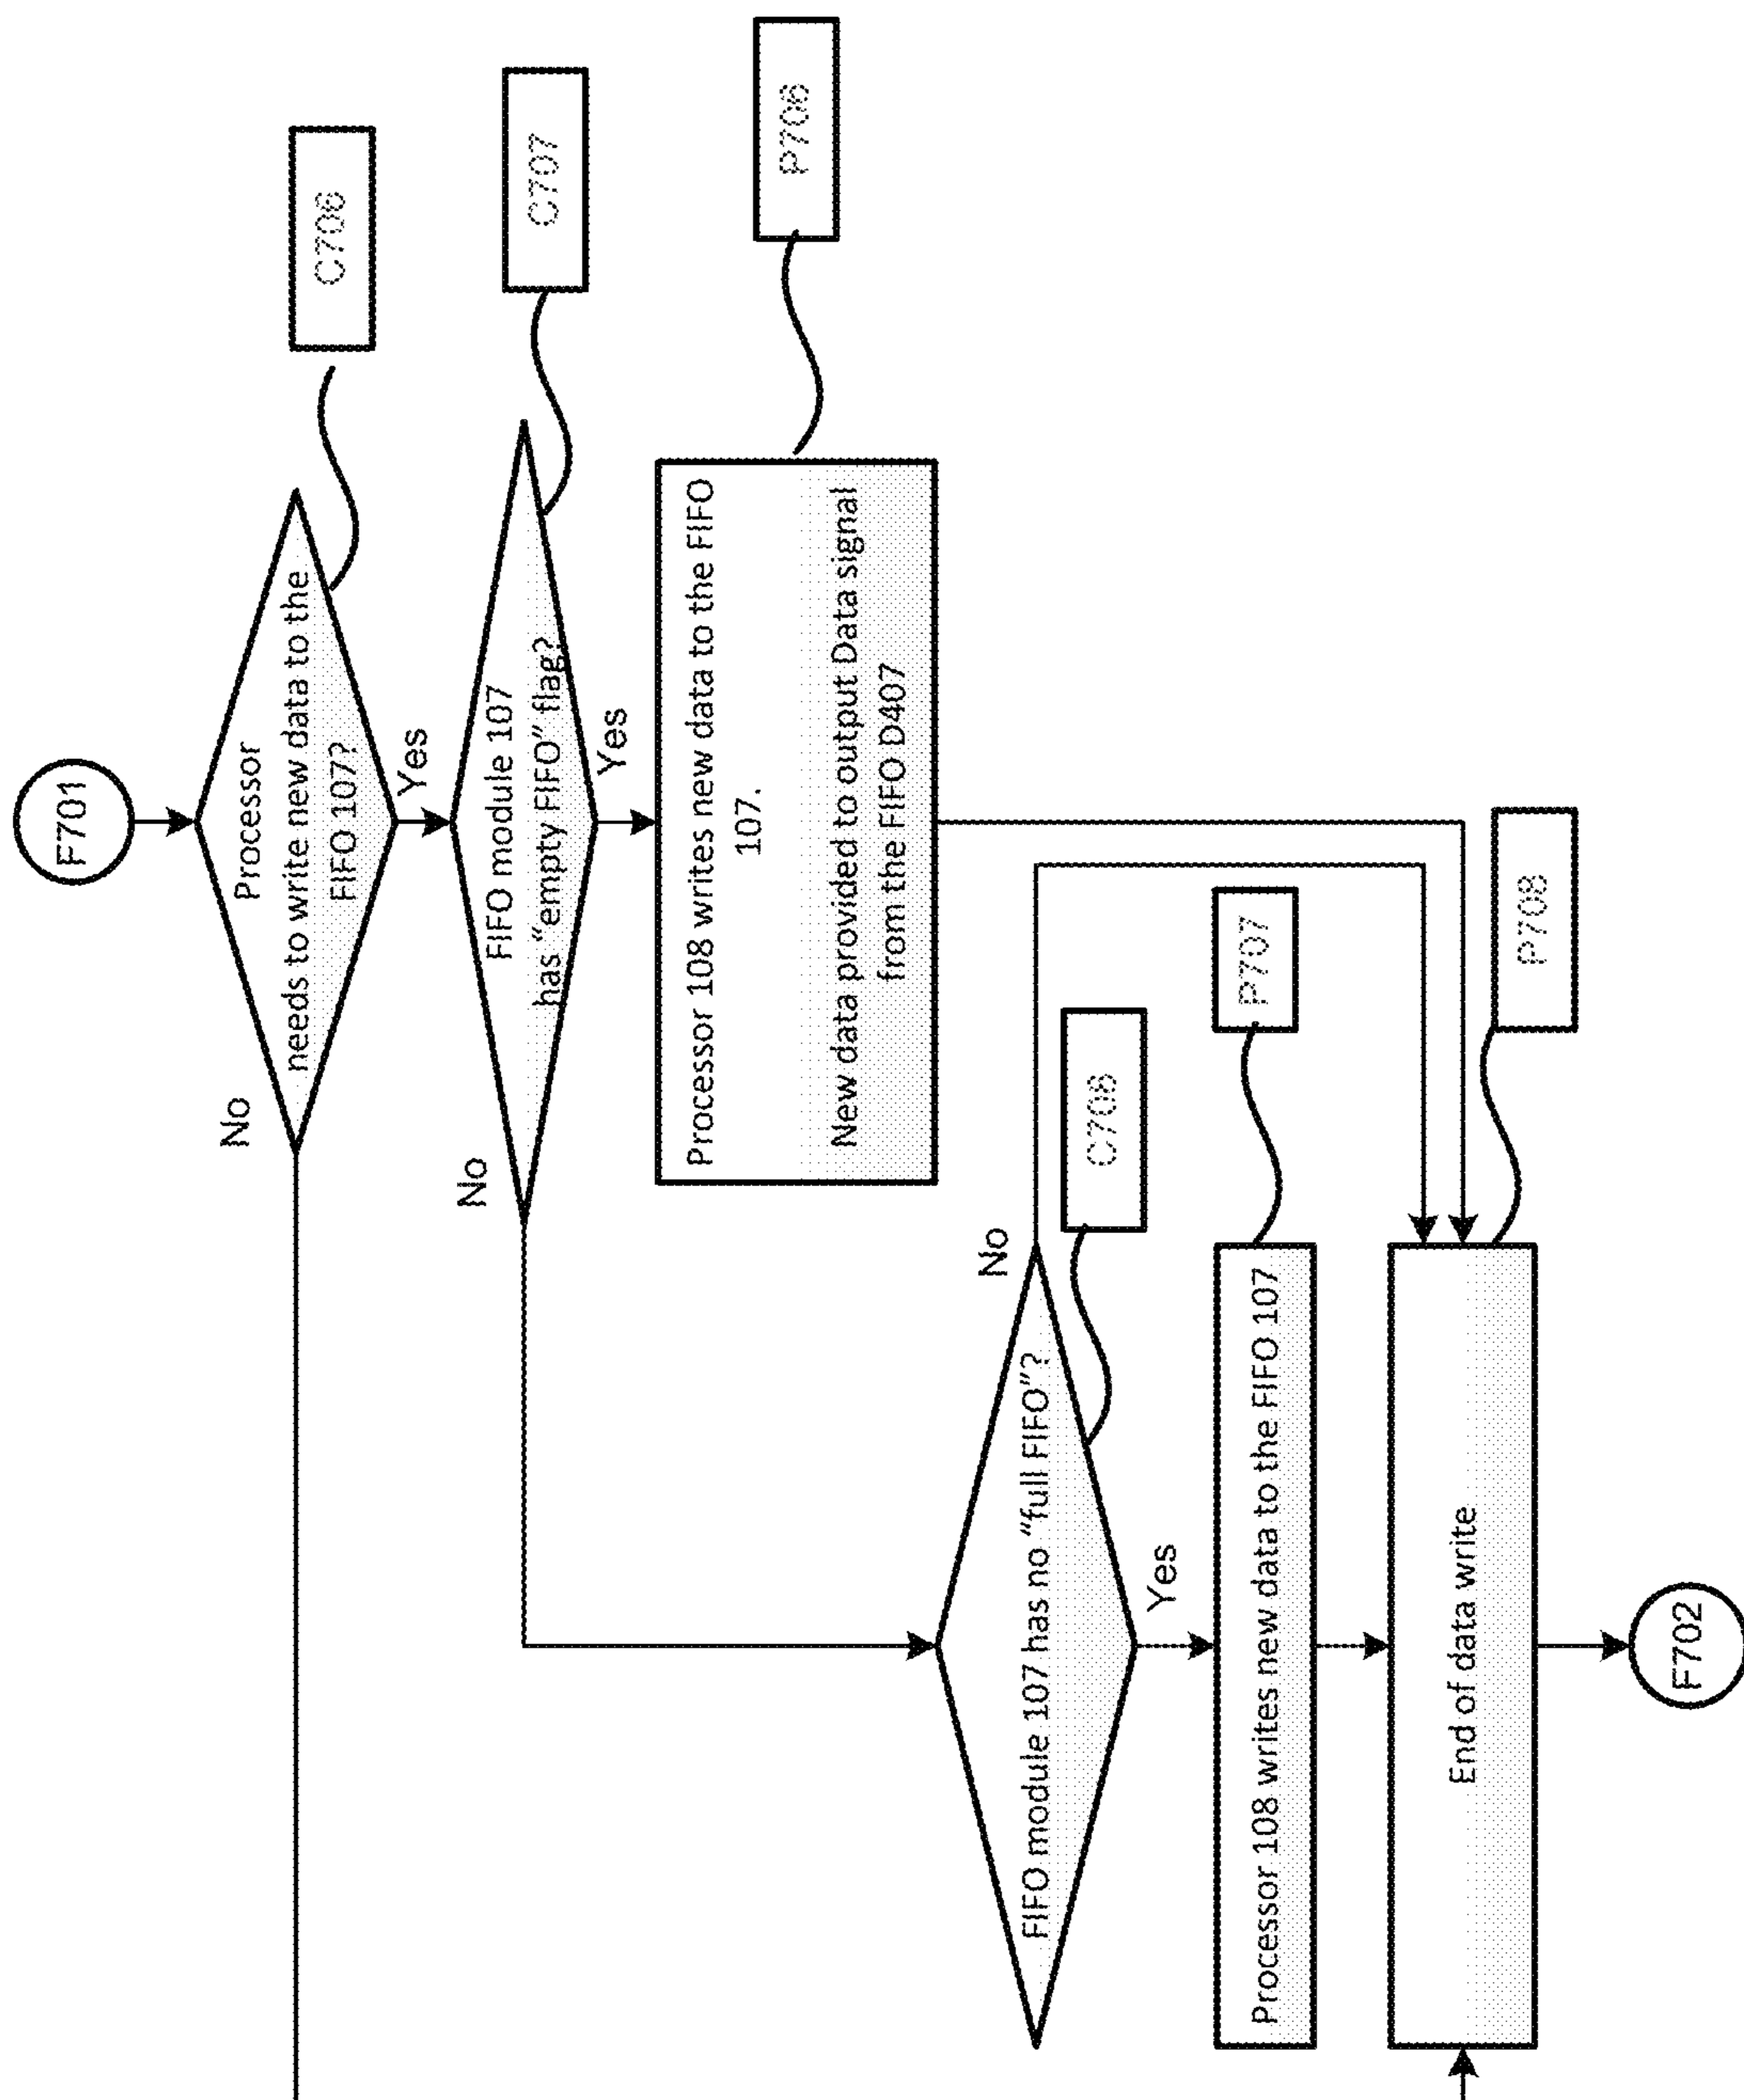 F701
Processor
needs to write new data to the
FIFO 107?
C706
No
Yes
FIFO module 107
has "empty FIFO" flag?
C707
No
Yes
Processor 108 writes new data to the FIFO
107.
New data provided to output Data signal
from the FIFO D407
P706
FIFO module 107 has no "full FIFO"?
No
C708
Yes
Processor 108 writes new data to the FIFO 107
P707
End of data write
P708
F702